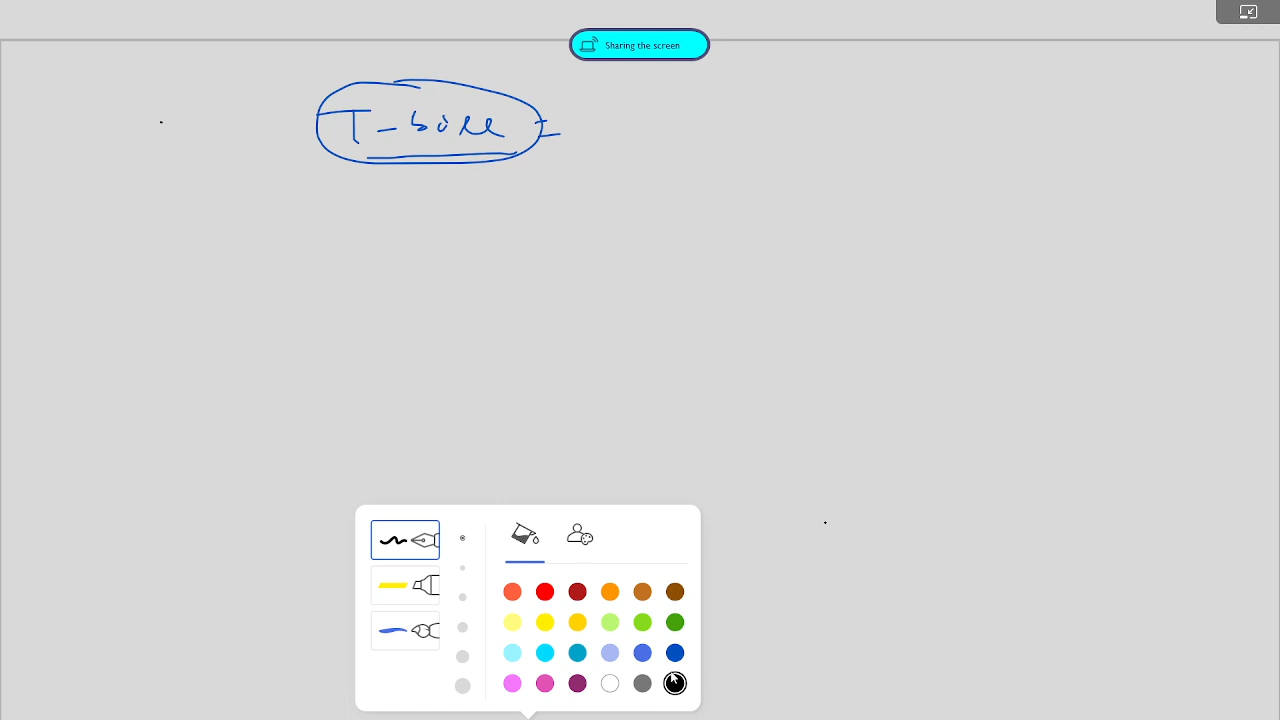 Sharing the screen
T-bill =